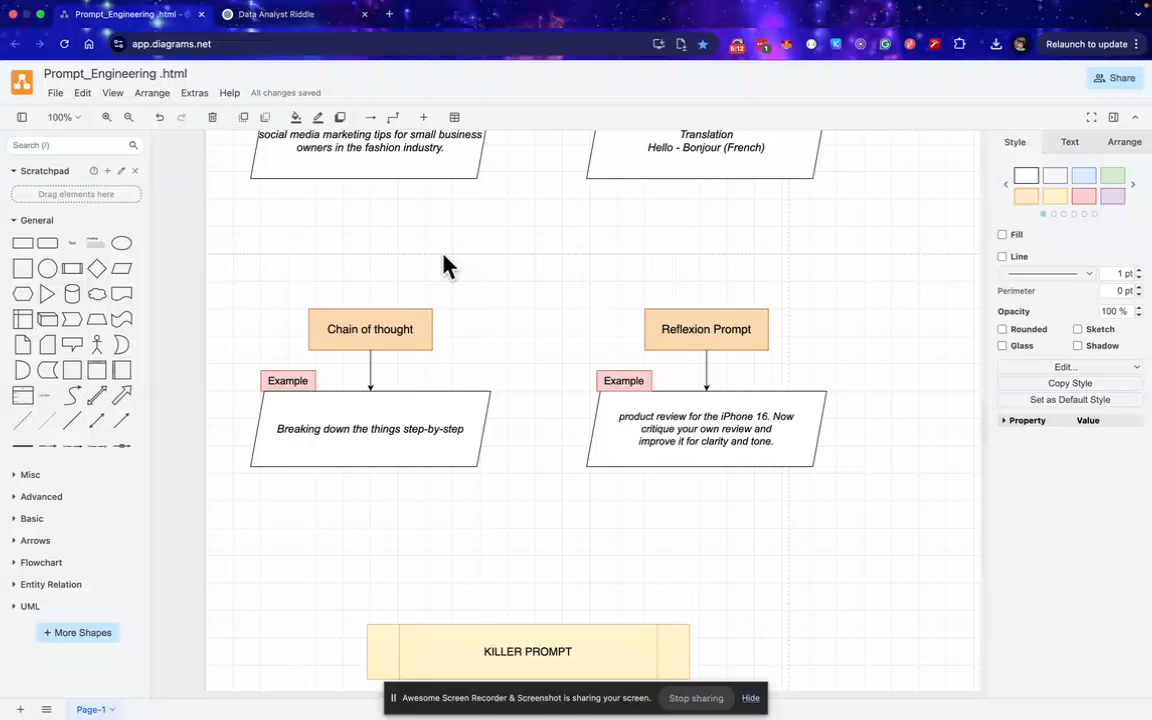 Prompt_Engineering .html - d
Data Analyst Riddle
app.diagrams.net
5:12
1
Relaunch to update
Prompt_Engineering .html
File Edit View Arrange Extras Help All changes saved
Share
100%
Search (/)
Scratchpad
Drag elements here
General
Misc
Advanced
Basic
Arrows
Flowchart
Entity Relation
UML
+ More Shapes
social media marketing tips for small business
owners in the fashion industry.
Translation
Hello - Bonjour (French)
Chain of thought
Example
Breaking down the things step-by-step
Reflexion Prompt
Example
product review for the iPhone 16. Now
critique your own review and
improve it for clarity and tone.
KILLER PROMPT
Awesome Screen Recorder & Screenshot is sharing your screen. Stop sharing Hide
Page-1
Style Text Arrange
Fill
Line
1 pt
Perimeter 0 pt
Opacity 100 %
Rounded Sketch
Glass Shadow
Edit...
Copy Style
Set as Default Style
Property Value